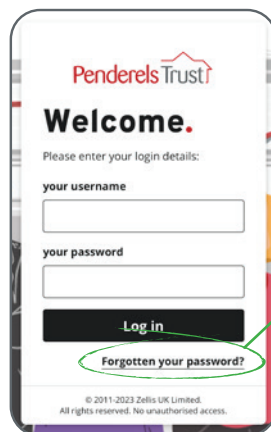 Penderels Trust
Welcome.
Please enter your login details:
your username
your password
Log in
Forgotten your password?
© 2011-2023 Zellis UK Limited.
All rights reserved. No unauthorised access.